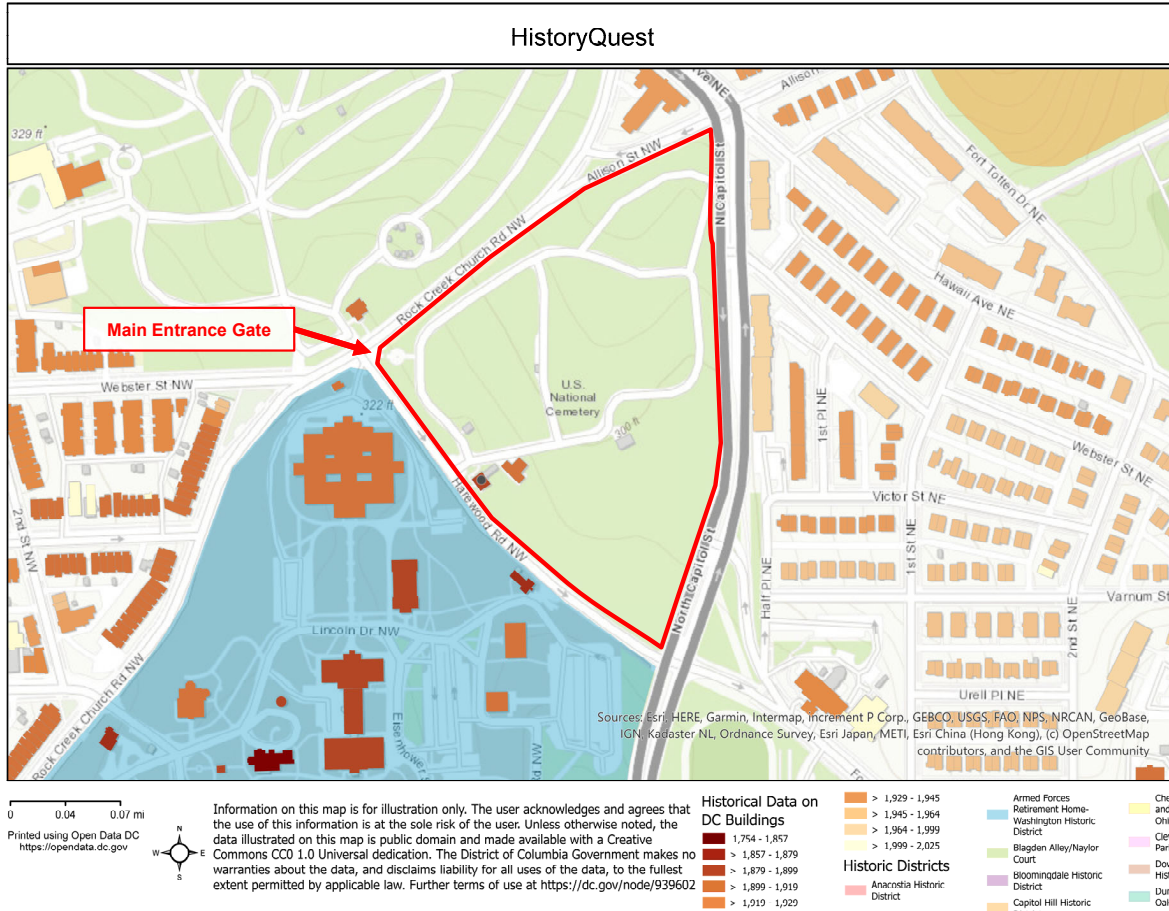 HistoryQuest
329 ft
Ave NE
Allison
Allison St NW
N Capitol St
Fort Totten Dr NE
Rock Creek Church Rd NW
Hawaii Ave NE
Main Entrance Gate
Webster St NW
322 ft
U.S.
National
Cemetery
300 ft
1st Pl NE
Webster St NE
Victor St NE
2nd St NW
Harewood Rd NW
North Capitol St
Half Pl NE
1st St NE
Varnum St
2nd St NE
Lincoln Dr NW
Urell Pl NE
Rock Creek Church Rd NW
Eisenhower
Sources: Esri, HERE, Garmin, Intermap, increment P Corp., GEBCO, USGS, FAO, NPS, NRCAN, GeoBase,
IGN, Kadaster NL, Ordnance Survey, Esri Japan, METI, Esri China (Hong Kong), (c) OpenStreetMap
contributors, and the GIS User Community
0 0.04 0.07 mi
Printed using Open Data DC
https://opendata.dc.gov
N
W E
S
Information on this map is for illustration only. The user acknowledges and agrees that
the use of this information is at the sole risk of the user. Unless otherwise noted, the
data illustrated on this map is public domain and made available with a Creative
Commons CC0 1.0 Universal dedication. The District of Columbia Government makes no
warranties about the data, and disclaims liability for all uses of the data, to the fullest
extent permitted by applicable law. Further terms of use at https://dc.gov/node/939602
Historical Data on
DC Buildings
1,754 - 1,857
> 1,857 - 1,879
> 1,879 - 1,899
> 1,899 - 1,919
> 1,919 - 1,929
> 1,929 - 1,945
> 1,945 - 1,964
> 1,964 - 1,999
> 1,999 - 2,025
Historic Districts
Anacostia Historic
District
Armed Forces
Retirement Home-
Washington Historic
District
Blagden Alley/Naylor
Court
Bloomingdale Historic
District
Capitol Hill Historic
and
Park